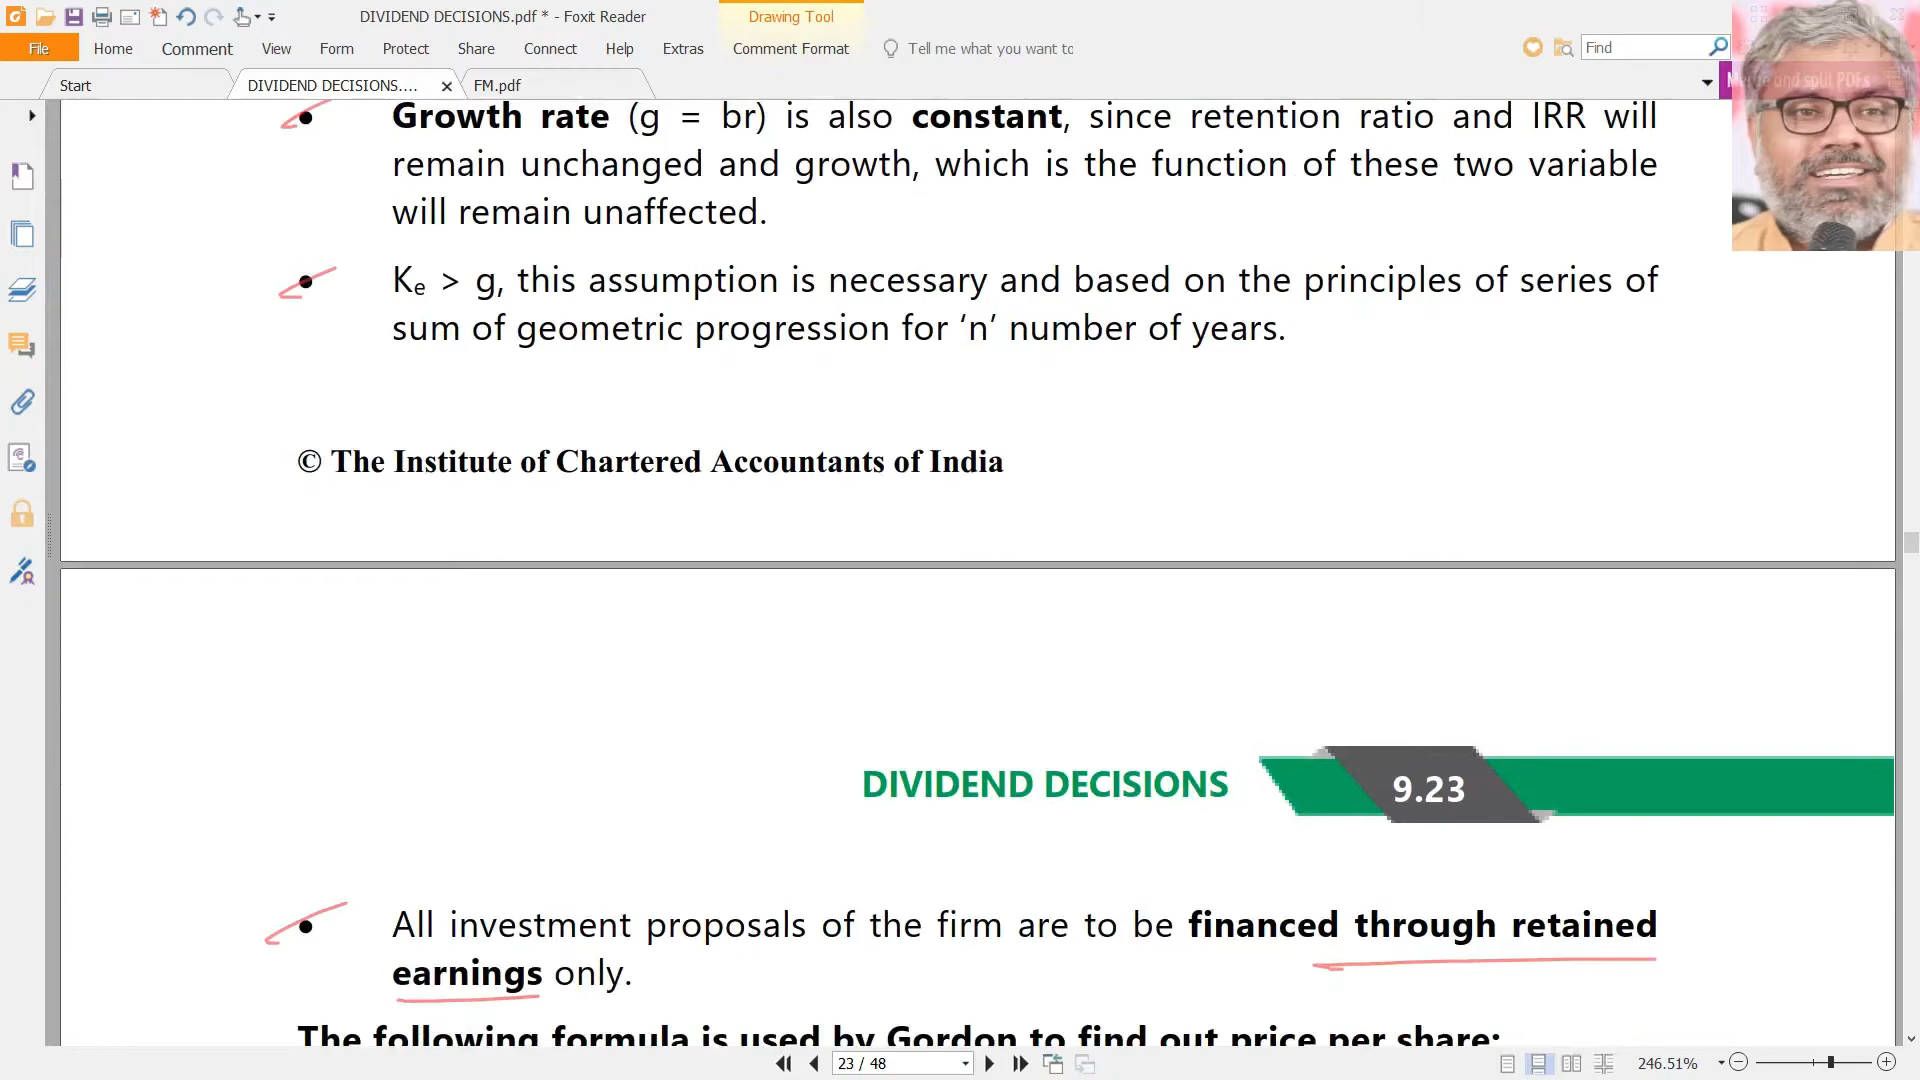 DIVIDEND DECISIONS.pdf * - Foxit Reader
Drawing Tool
File
Home
Comment
View
Form
Protect
Share
Connect
Help
Extras
Comment Format
Tell me what you want to
Find
Start
DIVIDEND DECISIONS....
FM.pdf
and split PDFs
Growth rate (g = br) is also constant, since retention ratio and IRR will
remain unchanged and growth, which is the function of these two variable
will remain unaffected.
Ke > g, this assumption is necessary and based on the principles of series of
sum of geometric progression for ‘n’ number of years.
© The Institute of Chartered Accountants of India
DIVIDEND DECISIONS
9.23
All investment proposals of the firm are to be financed through retained
earnings only.
The following formula is used by Gordon to find out price per share:
23 / 48
246.51%